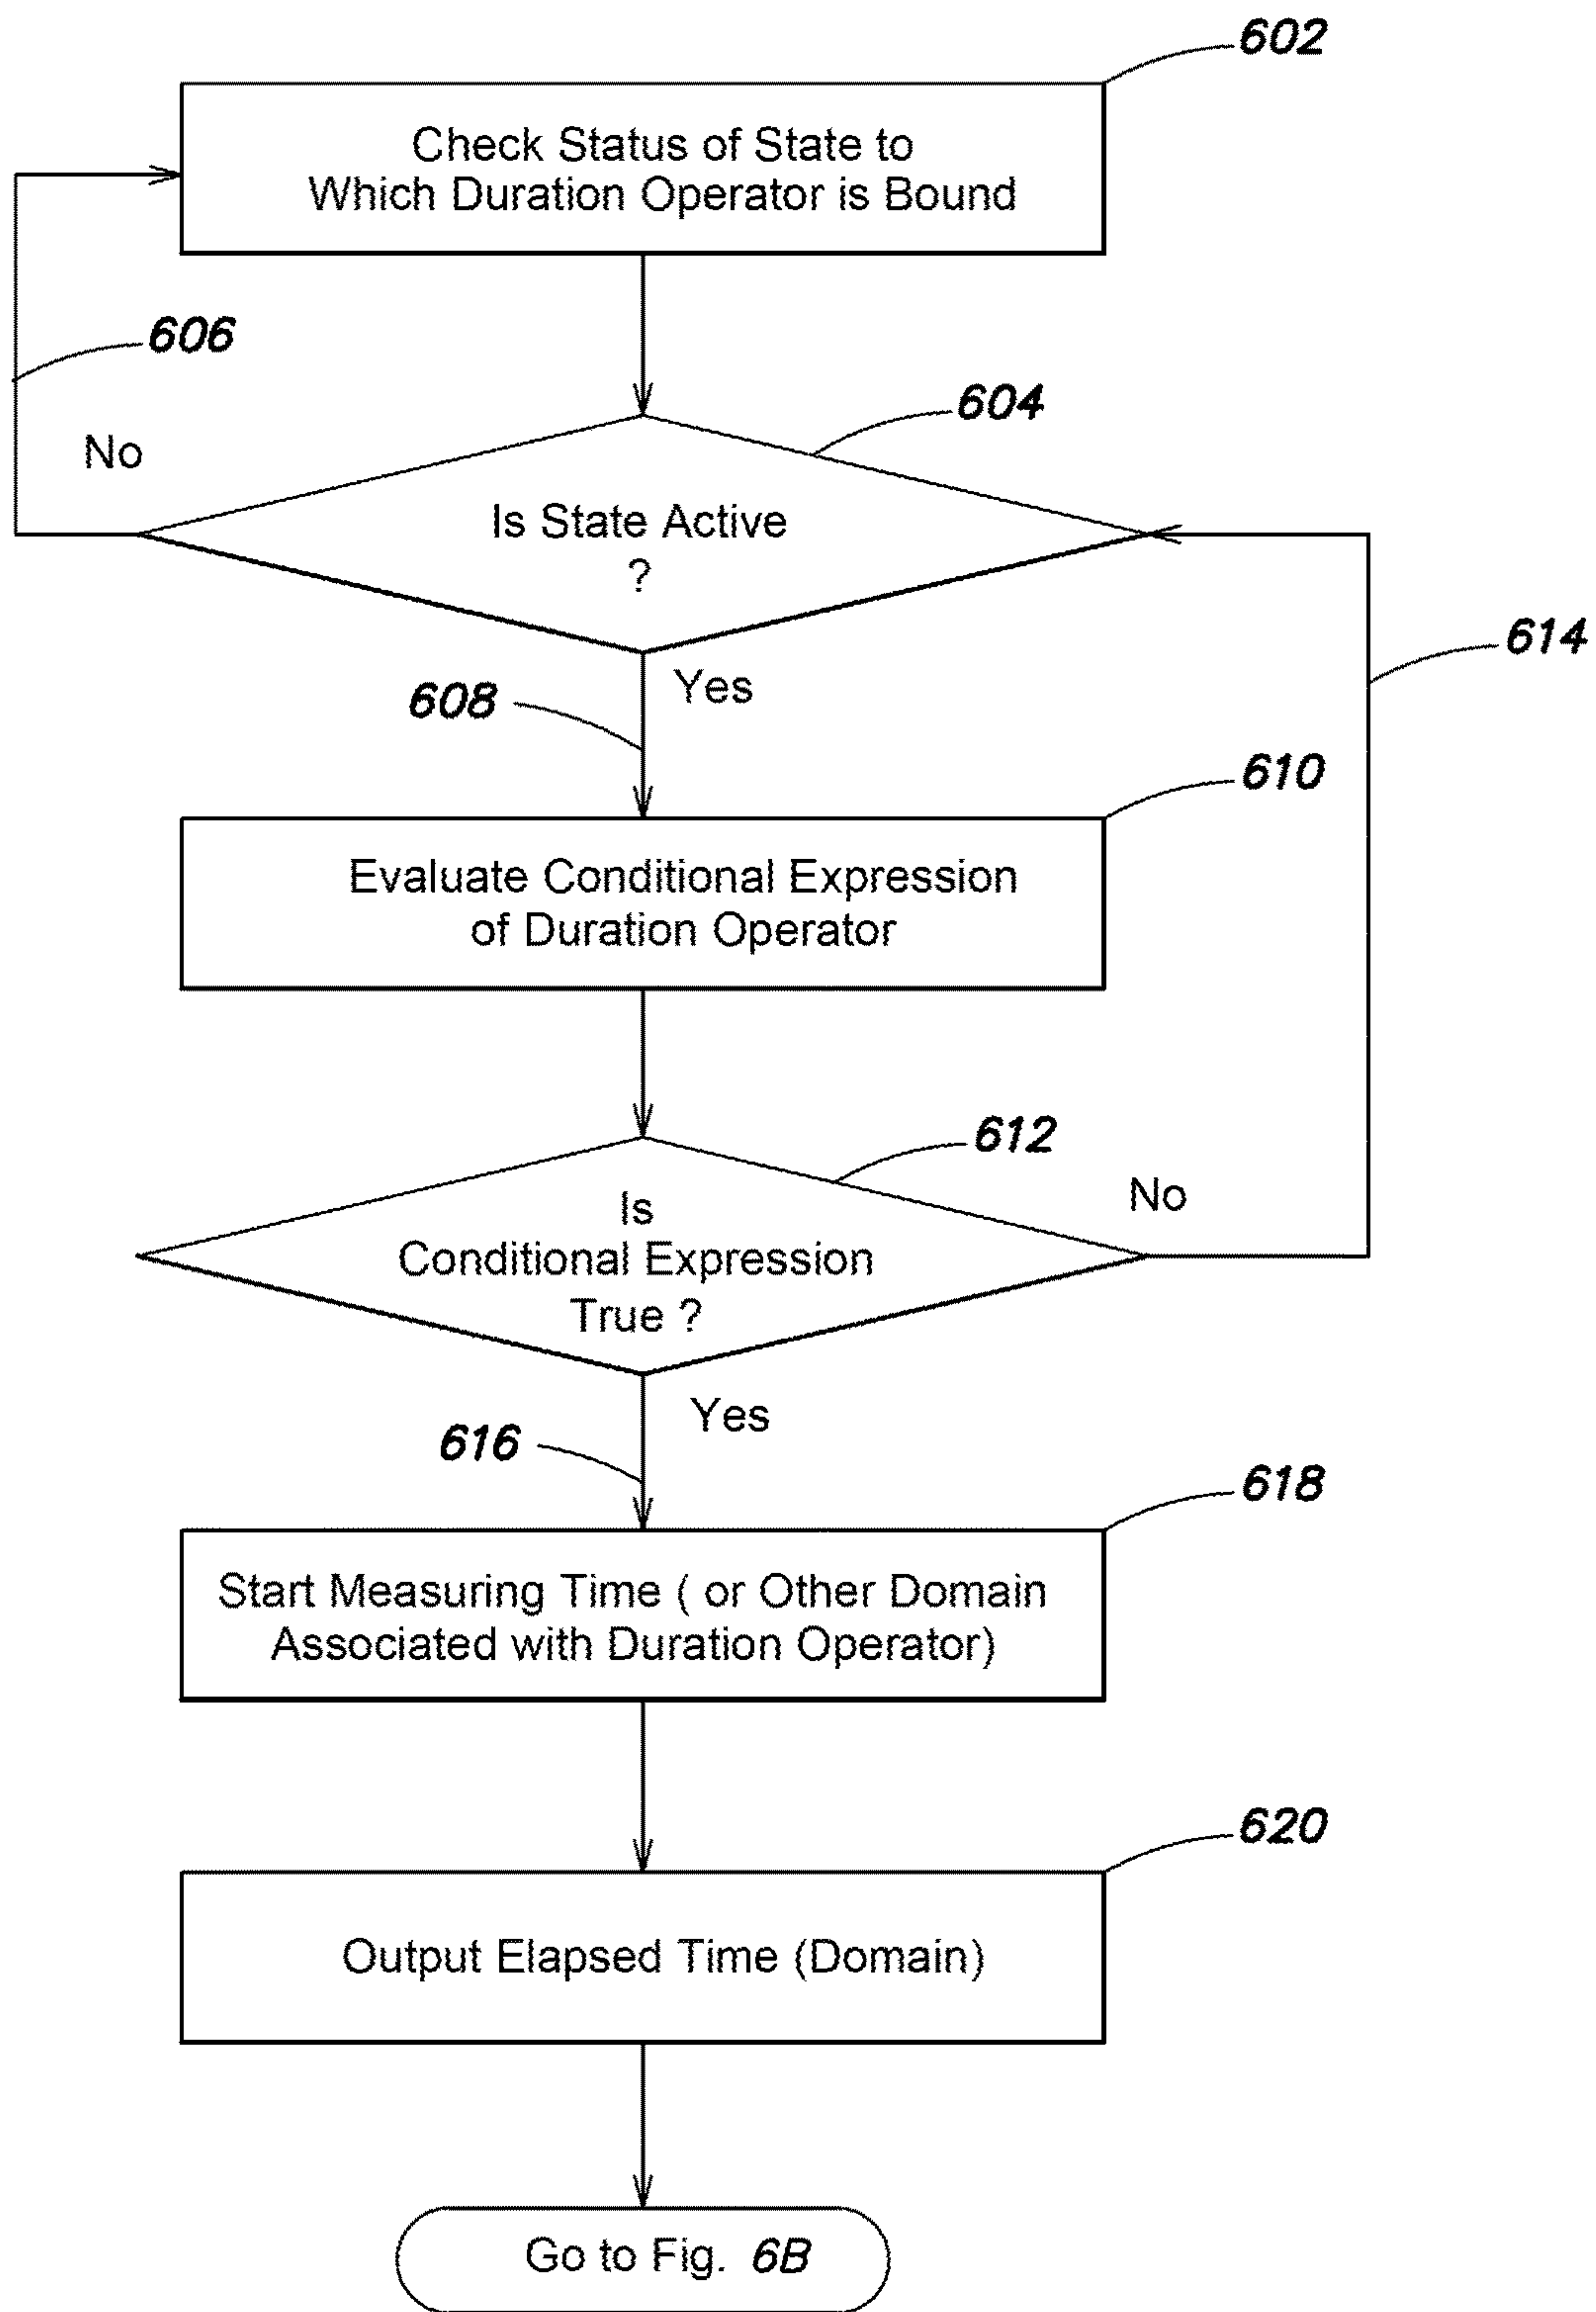 602
Check Status of State to
Which Duration Operator is Bound
606
604
No
Is State Active
?
614
Yes
608
610
Evaluate Conditional Expression
of Duration Operator
612
No
Is
Conditional Expression
True ?
Yes
616
618
Start Measuring Time ( or Other Domain
Associated with Duration Operator)
620
Output Elapsed Time (Domain)
Go to Fig. 6B